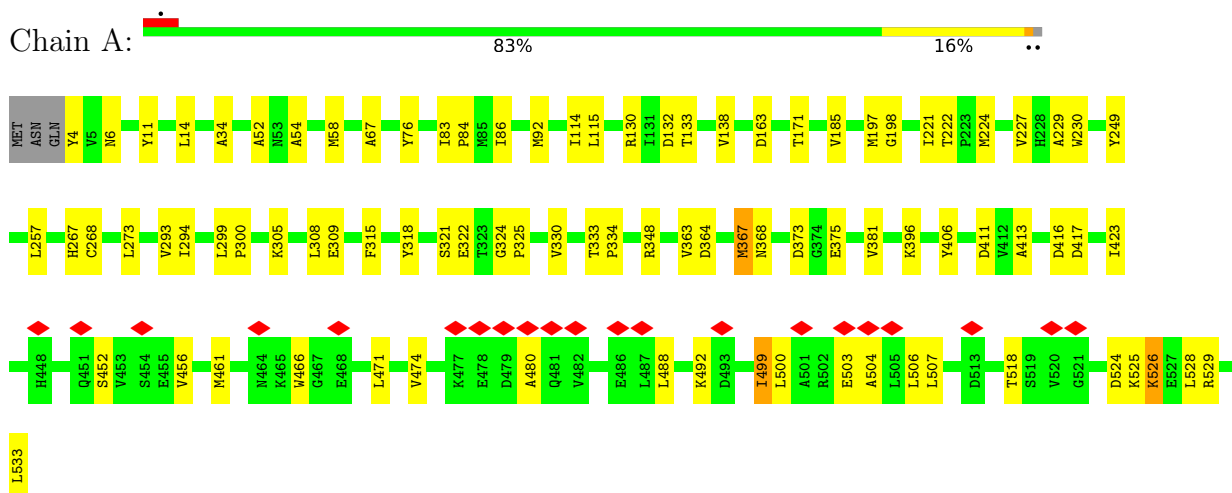 Chain A:
83% 16%
MET ASN GLN Y4 V5 N6 Y11 L14 A34 A52 N53 A54 M58 A67 Y76 I83 P84 M85 I86 M92 I114 L115 R130 I131 D132 T133 V138 D163 T171 V185 M197 G198 I221 T222 P223 M224 V227 H228 A229 W230 Y249
L257 H267 C268 L273 V293 I294 L299 P300 K305 L308 E309 F315 Y318 S321 E322 T323 G324 P325 V330 T333 P334 R348 V363 D364 M367 N368 D373 G374 E375 V381 K396 Y406 D411 V412 A413 D416 D417 I423
H448 Q451 S452 V453 S454 E455 V456 M461 N464 K465 W466 G467 E468 L471 V474 K477 E478 D479 A480 Q481 V482 E486 L487 L488 K492 D493 I499 L500 A501 R502 E503 A504 L505 L506 L507 D513 T518 S519 V520 G521 D524 K525 K526 E527 L528 R529
L533